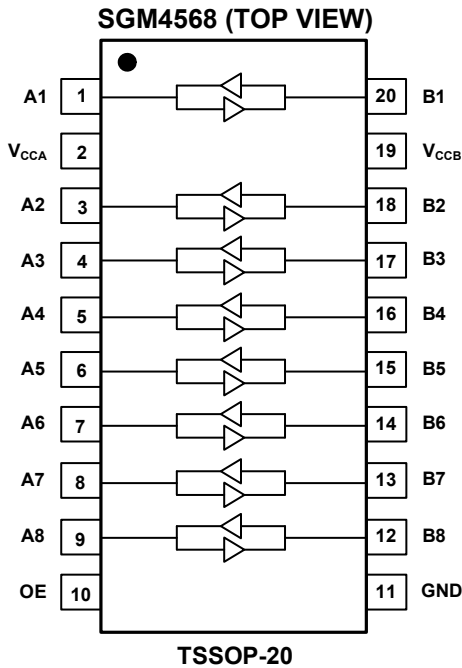 SGM4568 (TOP VIEW)
A1 1 20 B1
VCCA 2 19 VCCB
A2 3 18 B2
A3 4 17 B3
A4 5 16 B4
A5 6 15 B5
A6 7 14 B6
A7 8 13 B7
A8 9 12 B8
OE 10 11 GND
TSSOP-20